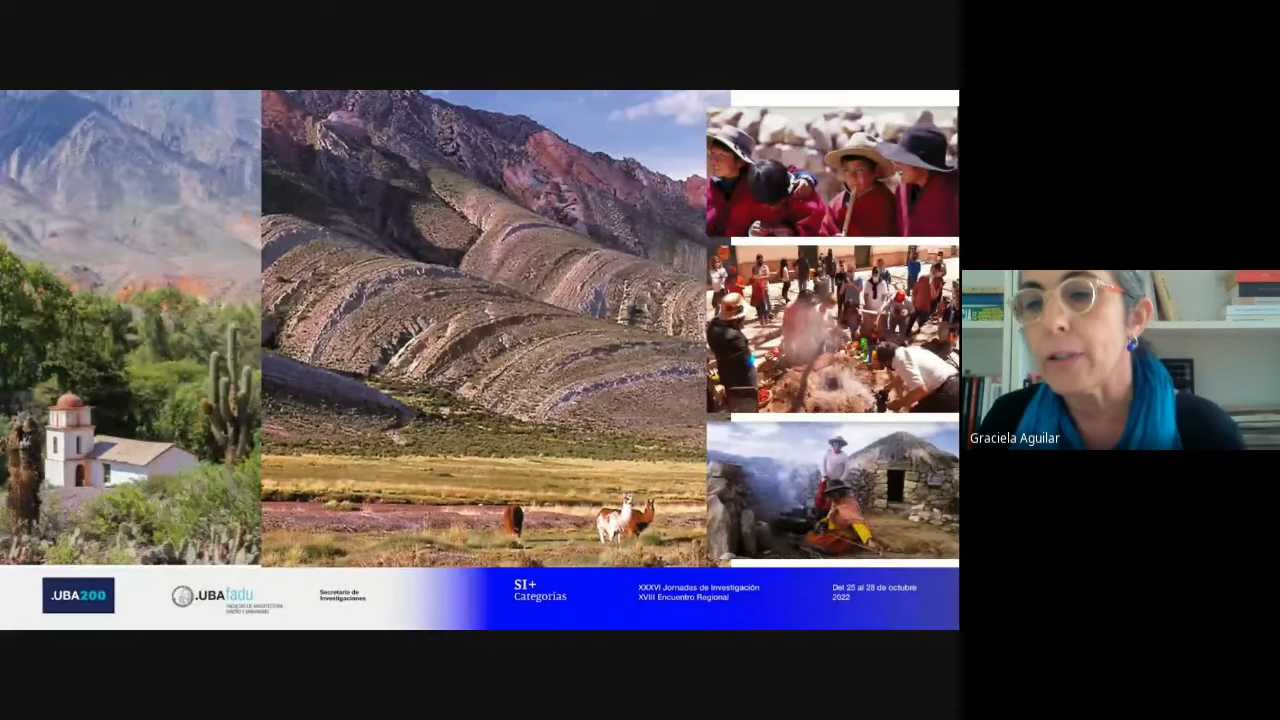 .UBA200
.UBAfadu
FACULTAD DE ARQUITECTURA
DISEÑO Y URBANISMO
Secretaría de
Investigaciones
SI+
Categorías
XXXVI Jornadas de Investigación
XVIII Encuentro Regional
Del 25 al 28 de octubre
2022
Graciela Aguilar